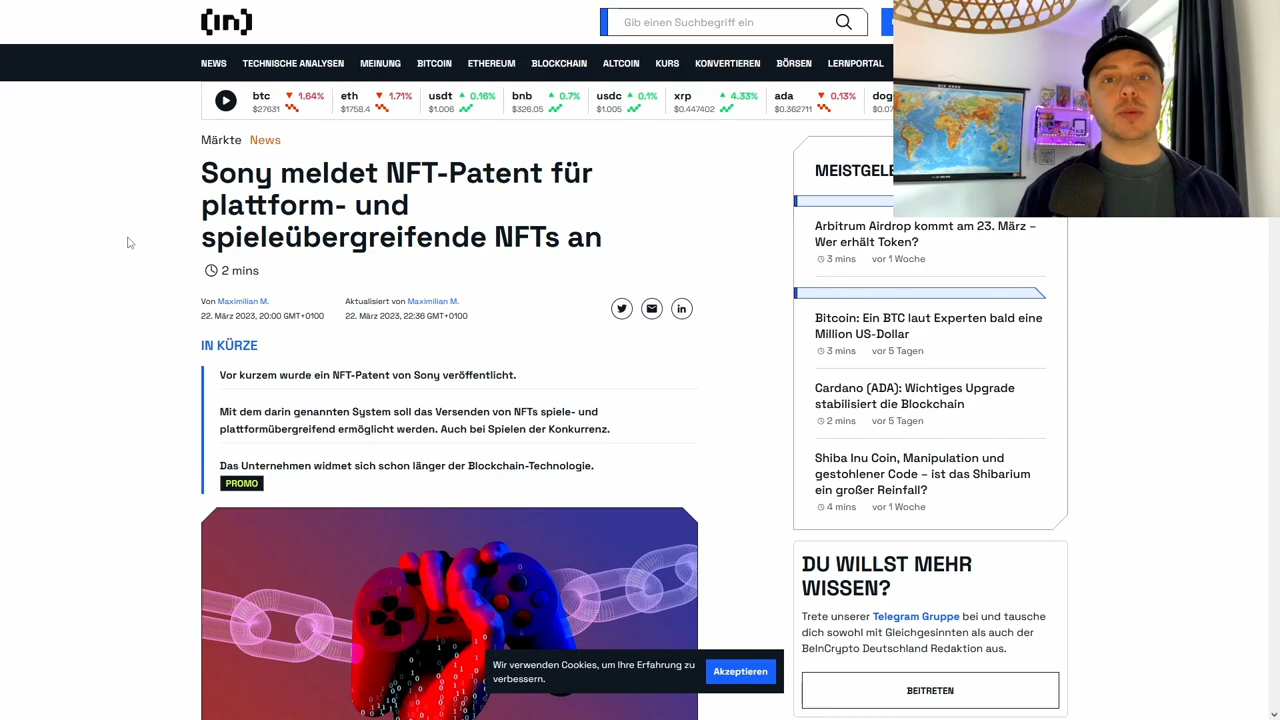 [in]
Gib einen Suchbegriff ein
NEWS TECHNISCHE ANALYSEN MEINUNG BITCOIN ETHEREUM BLOCKCHAIN ALTCOIN KURS KONVERTIEREN BÖRSEN LERNPORTAL
btc 1.64% eth 1.71% usdt 0.16% bnb 0.7% usdc 0.1% xrp 4.33% ada 0.13% dog
$27631 $1758.4 $1.006 $326.05 $1.005 $0.447402 $0.362711 $0.07
Märkte News
Sony meldet NFT-Patent für
plattform- und
spieleübergreifende NFTs an
2 mins
Von Maximilian M. Aktualisiert von Maximilian M.
22. März 2023, 20:00 GMT+0100 22. März 2023, 22:36 GMT+0100
IN KÜRZE
Vor kurzem wurde ein NFT-Patent von Sony veröffentlicht.
Mit dem darin genannten System soll das Versenden von NFTs spiele- und
plattformübergreifend ermöglicht werden. Auch bei Spielen der Konkurrenz.
Das Unternehmen widmet sich schon länger der Blockchain-Technologie.
PROMO
Wir verwenden Cookies, um Ihre Erfahrung zu
verbessern.
Akzeptieren
MEISTGELE
Arbitrum Airdrop kommt am 23. März –
Wer erhält Token?
3 mins vor 1 Woche
Bitcoin: Ein BTC laut Experten bald eine
Million US-Dollar
3 mins vor 5 Tagen
Cardano (ADA): Wichtiges Upgrade
stabilisiert die Blockchain
2 mins vor 5 Tagen
Shiba Inu Coin, Manipulation und
gestohlener Code – ist das Shibarium
ein großer Reinfall?
4 mins vor 1 Woche
DU WILLST MEHR
WISSEN?
Trete unserer Telegram Gruppe bei und tausche
dich sowohl mit Gleichgesinnten als auch der
BeInCrypto Deutschland Redaktion aus.
BEITRETEN